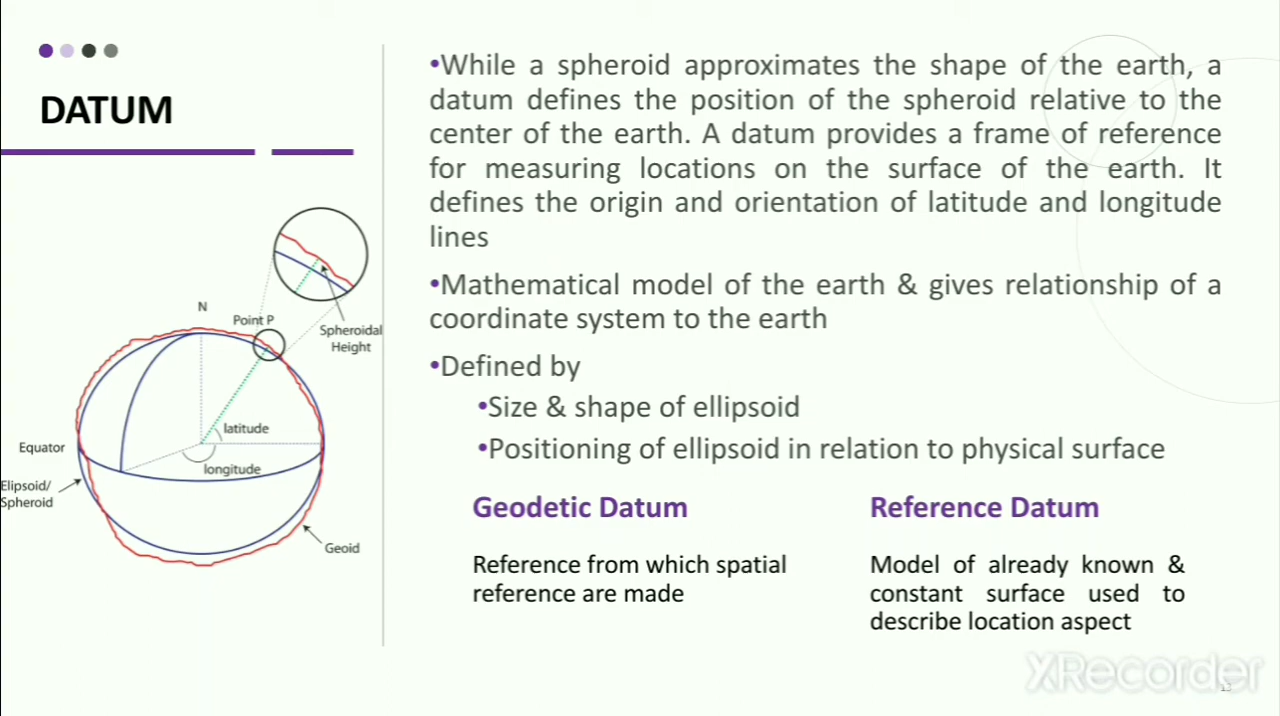 DATUM
•While a spheroid approximates the shape of the earth, a
datum defines the position of the spheroid relative to the
center of the earth. A datum provides a frame of reference
for measuring locations on the surface of the earth. It
defines the origin and orientation of latitude and longitude
lines
•Mathematical model of the earth & gives relationship of a
coordinate system to the earth
•Defined by
•Size & shape of ellipsoid
•Positioning of ellipsoid in relation to physical surface
Geodetic Datum
Reference from which spatial
reference are made
Reference Datum
Model of already known &
constant surface used to
describe location aspect
N
Point P
Spheroidal
Height
latitude
Equator
longitude
Elipsoid/
Spheroid
Geoid
XRecorder
13